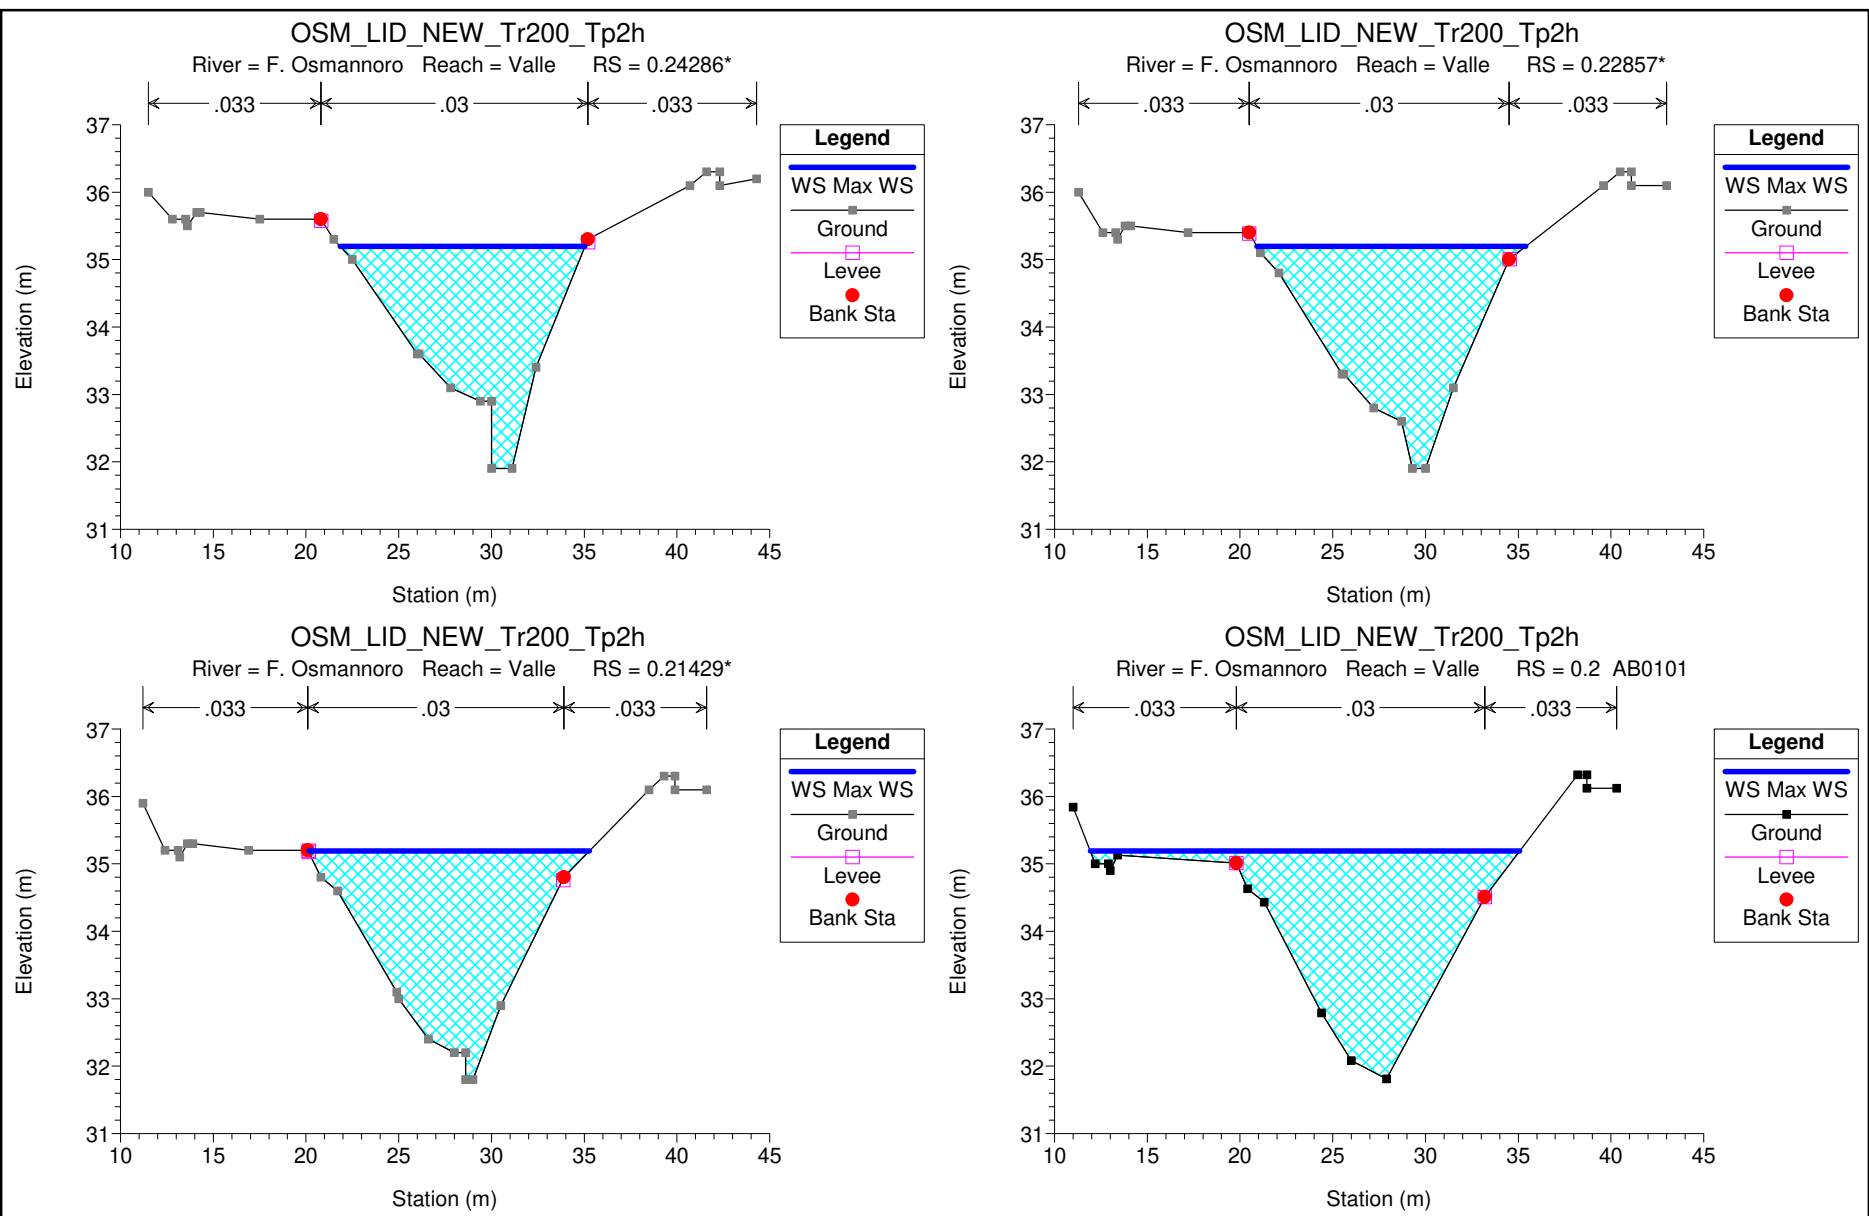 OSM_LID_NEW_Tr200_Tp2h
River = F. Osmannoro Reach = Valle RS = 0.24286*
.033 .03 .033
37
36
35
34
33
32
31
10 15 20 25 30 35 40 45
Station (m)
Elevation (m)
Legend
WS Max WS
Ground
Levee
Bank Sta
OSM_LID_NEW_Tr200_Tp2h
River = F. Osmannoro Reach = Valle RS = 0.22857*
.033 .03 .033
37
36
35
34
33
32
31
10 15 20 25 30 35 40 45
Station (m)
Elevation (m)
Legend
WS Max WS
Ground
Levee
Bank Sta
OSM_LID_NEW_Tr200_Tp2h
River = F. Osmannoro Reach = Valle RS = 0.21429*
.033 .03 .033
37
36
35
34
33
32
31
10 15 20 25 30 35 40 45
Station (m)
Elevation (m)
Legend
WS Max WS
Ground
Levee
Bank Sta
OSM_LID_NEW_Tr200_Tp2h
River = F. Osmannoro Reach = Valle RS = 0.2 AB0101
.033 .03 .033
37
36
35
34
33
32
31
10 15 20 25 30 35 40 45
Station (m)
Elevation (m)
Legend
WS Max WS
Ground
Levee
Bank Sta